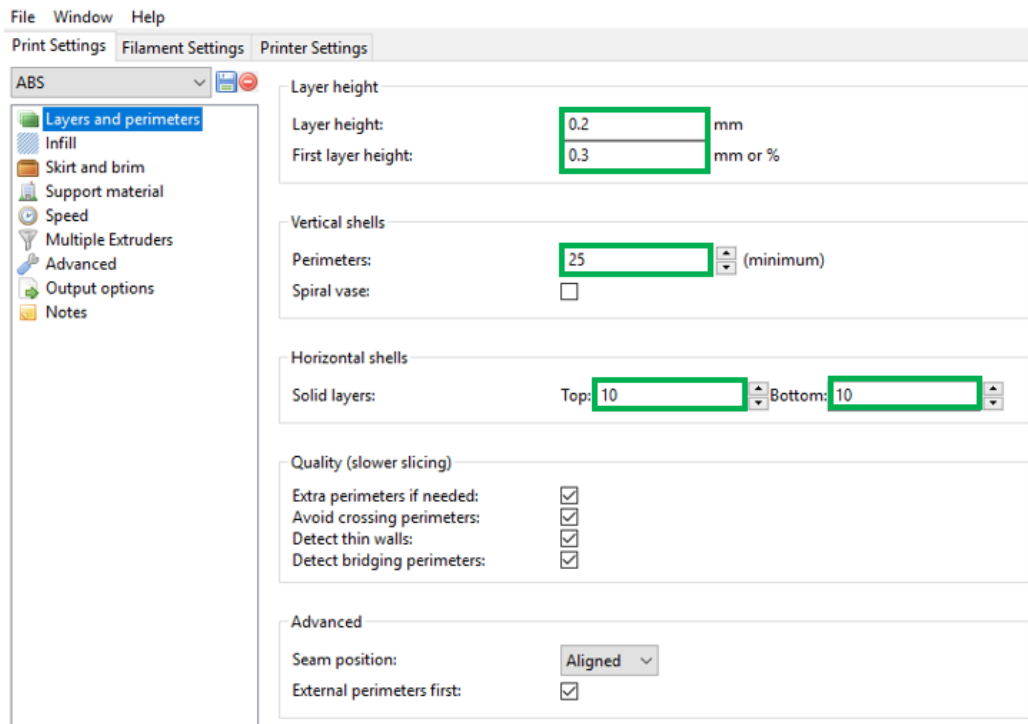 File Window Help
Print Settings Filament Settings Printer Settings
ABS
Layers and perimeters
Infill
Skirt and brim
Support material
Speed
Multiple Extruders
Advanced
Output options
Notes
Layer height
Layer height: 0.2 mm
First layer height: 0.3 mm or %
Vertical shells
Perimeters: 25 (minimum)
Spiral vase:
Horizontal shells
Solid layers: Top: 10 Bottom: 10
Quality (slower slicing)
Extra perimeters if needed:
Avoid crossing perimeters:
Detect thin walls:
Detect bridging perimeters:
Advanced
Seam position: Aligned
External perimeters first: